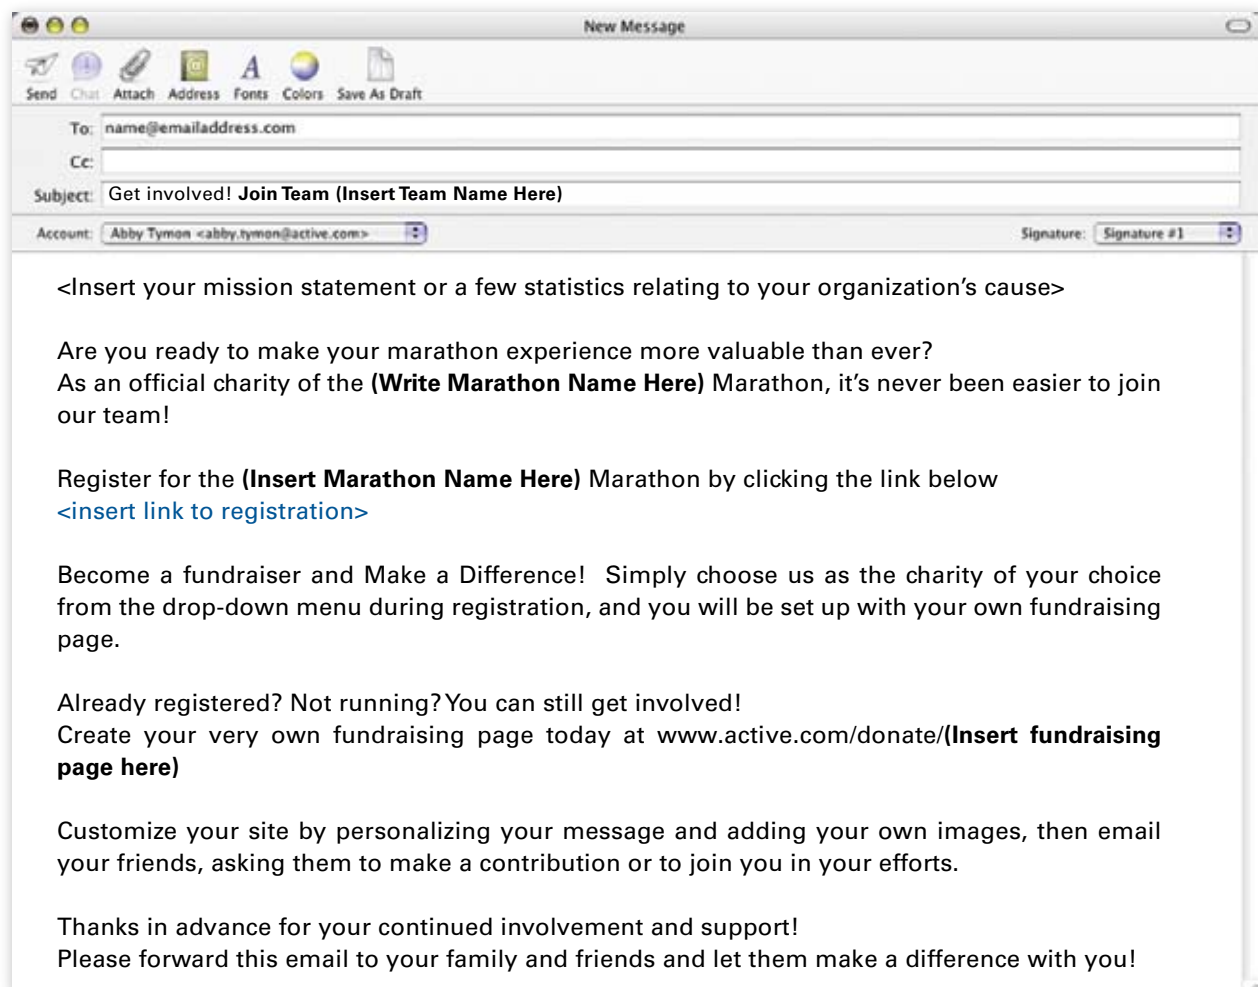 New Message
Send Chat Attach Address Fonts Colors Save As Draft
To: name@emailaddress.com
Cc:
Subject: Get involved! Join Team (Insert Team Name Here)
Account: Abby Tymon <abby.tymon@active.com> Signature: Signature #1
<Insert your mission statement or a few statistics relating to your organization's cause>
Are you ready to make your marathon experience more valuable than ever?
As an official charity of the (Write Marathon Name Here) Marathon, it's never been easier to join
our team!
Register for the (Insert Marathon Name Here) Marathon by clicking the link below
<insert link to registration>
Become a fundraiser and Make a Difference! Simply choose us as the charity of your choice
from the drop-down menu during registration, and you will be set up with your own fundraising
page.
Already registered? Not running? You can still get involved!
Create your very own fundraising page today at www.active.com/donate/(Insert fundraising
page here)
Customize your site by personalizing your message and adding your own images, then email
your friends, asking them to make a contribution or to join you in your efforts.
Thanks in advance for your continued involvement and support!
Please forward this email to your family and friends and let them make a difference with you!